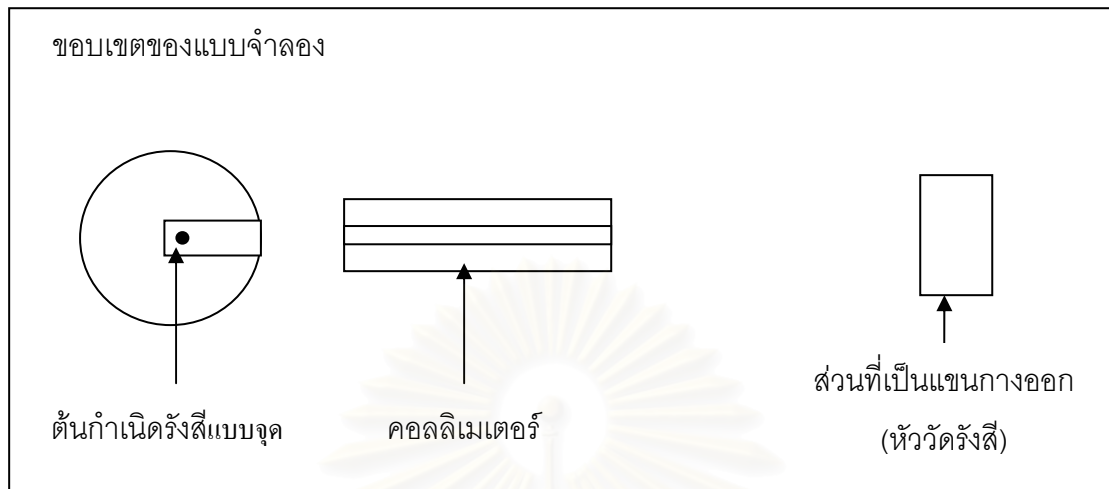 ขอบเขตของแบบจำลอง
ต้นกำเนิดรังสีแบบจุด
คอลลิเมเตอร์
ส่วนที่เป็นแขนกางออก
(หัววัดรังสี)